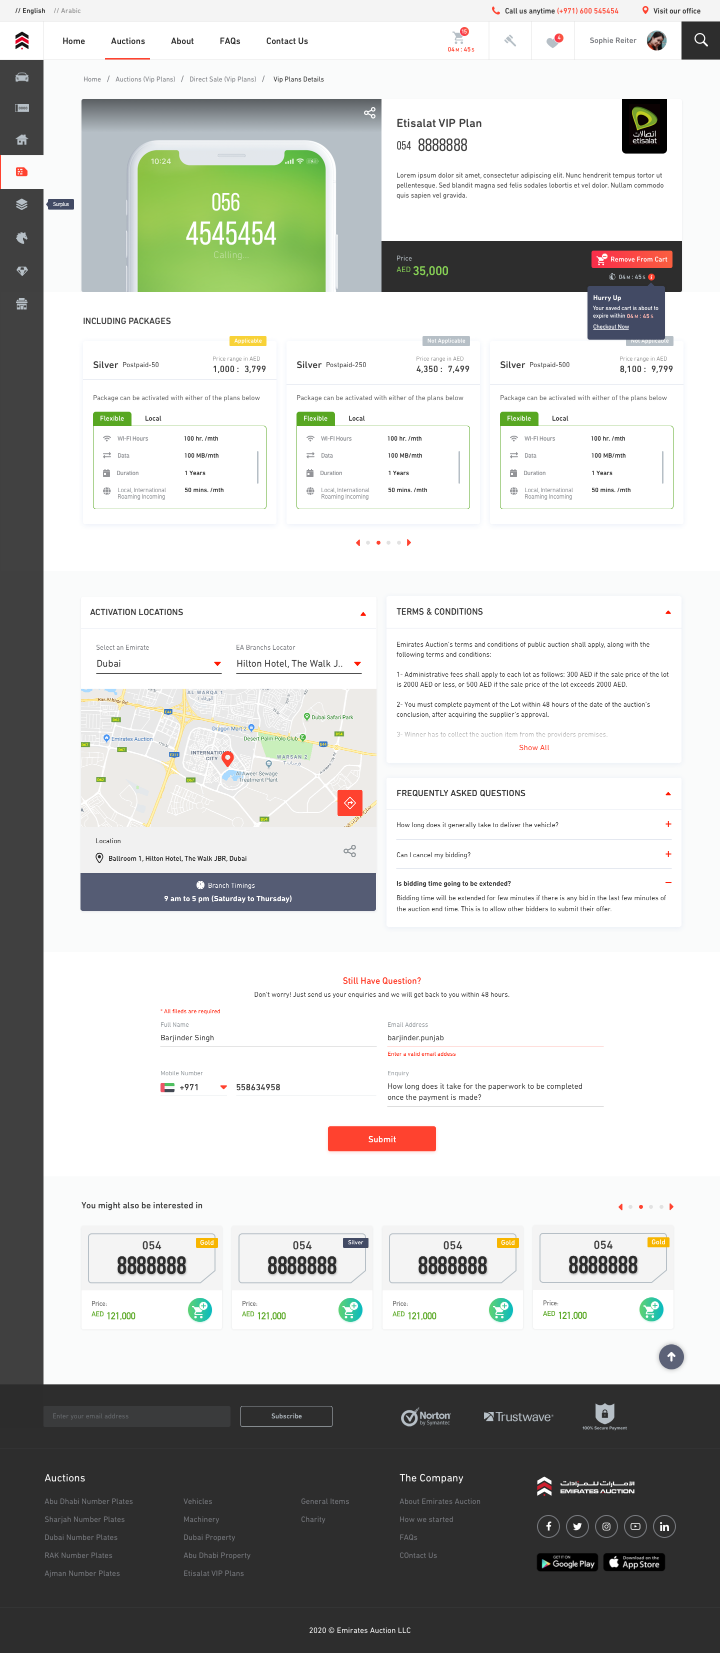 // English // Arabic
Call us anytime (+971) 600 545454
Visit our office
Home Auctions About FAQs Contact Us
04 M : 45 S
4
Sophie Reiter
Home / Auctions (Vip Plans) / Direct Sale (Vip Plans) / Vip Plans Details
Surplus
10:24
056
4545454
Calling...
Etisalat VIP Plan
054 8888888
اتصالات
etisalat
Lorem ipsum dolor sit amet, consectetur adipiscing elit. Nunc hendrerit tempus tortor ut
pellentesque. Sed blandit magna sed felis sodales lobortis et vel dolor. Nullam commodo
quis sapien vel gravida.
Price
AED 35,000
Remove From Cart
04 M : 45 S
Hurry Up
Your saved cart is about to
expire within 04 M : 45 S
Checkout Now
INCLUDING PACKAGES
Applicable
Silver Postpaid-50
Price range in AED
1,000 : 3,799
Package can be activated with either of the plans below
Flexible Local
WI-FI Hours 100 hr. /mth
Data 100 MB/mth
Duration 1 Years
Local, International
Roaming Incoming
50 mins. /mth
Not Applicable
Silver Postpaid-250
Price range in AED
4,350 : 7,499
Package can be activated with either of the plans below
Flexible Local
WI-FI Hours 100 hr. /mth
Data 100 MB/mth
Duration 1 Years
Local, International
Roaming Incoming
50 mins. /mth
Not Applicable
Silver Postpaid-500
Price range in AED
8,100 : 9,799
Package can be activated with either of the plans below
Flexible Local
WI-FI Hours 100 hr. /mth
Data 100 MB/mth
Duration 1 Years
Local, International
Roaming Incoming
50 mins. /mth
ACTIVATION LOCATIONS
Select an Emirate
Dubai
EA Branchs Locator
Hilton Hotel, The Walk J..
AL WARQA 1
Dubai Safari Park
Dragon Mart 2
Emirates Auction
Desert Palm Polo Club
INTERNATIONAL
CITY
WARSAN 2
Al Aweer Sewage
Treatment Plant
Location
Ballroom 1, Hilton Hotel, The Walk JBR, Dubai
Branch Timings
9 am to 5 pm (Saturday to Thursday)
TERMS & CONDITIONS
Emirates Auction's terms and conditions of public auction shall apply, along with the
following terms and conditions:
1- Administrative fees shall apply to each lot as follows: 300 AED if the sale price of the lot
is 2000 AED or less, or 500 AED if the sale price of the lot exceeds 2000 AED.
2- You must complete payment of the Lot within 48 hours of the date of the auction's
conclusion, after acquiring the supplier's approval.
3- Winner has to collect the auction item from the providers premises.
Show All
FREQUENTLY ASKED QUESTIONS
How long does it generally take to deliver the vehicle?
Can I cancel my bidding?
Is bidding time going to be extended?
Bidding time will be extended for few minutes if there is any bid in the last few minutes of
the auction end time. This is to allow other bidders to submit their offer.
Still Have Question?
Don't worry! Just send us your enquiries and we will get back to you within 48 hours.
* All fileds are required
Full Name
Barjinder Singh
Email Address
barjinder.punjab
Enter a valid email addess
Mobile Number
+971 558634958
Enquiry
How long does it take for the paperwork to be completed
once the payment is made?
Submit
You might also be interested in
Gold
054
8888888
Price:
AED 121,000
Silver
054
8888888
Price:
AED 121,000
Gold
054
8888888
Price:
AED 121,000
Gold
054
8888888
Price:
AED 121,000
Enter your email address
Subscribe
Norton
by Symantec
Trustwave
100% Secure Payment
Auctions
Abu Dhabi Number Plates
Sharjah Number Plates
Dubai Number Plates
RAK Number Plates
Ajman Number Plates
Vehicles
Machinery
Dubai Property
Abu Dhabi Property
Etisalat VIP Plans
General Items
Charity
The Company
About Emirates Auction
How we started
FAQs
COntact Us
الإمارات للمزادات
EMIRATES AUCTION
GET IT ON
Google Play
Download on the
App Store
2020 © Emirates Auction LLC